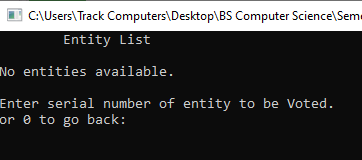 C:\Users\Track Computers\Desktop\BS Computer Science\Seme
Entity List
No entities available.
Enter serial number of entity to be Voted.
or 0 to go back: